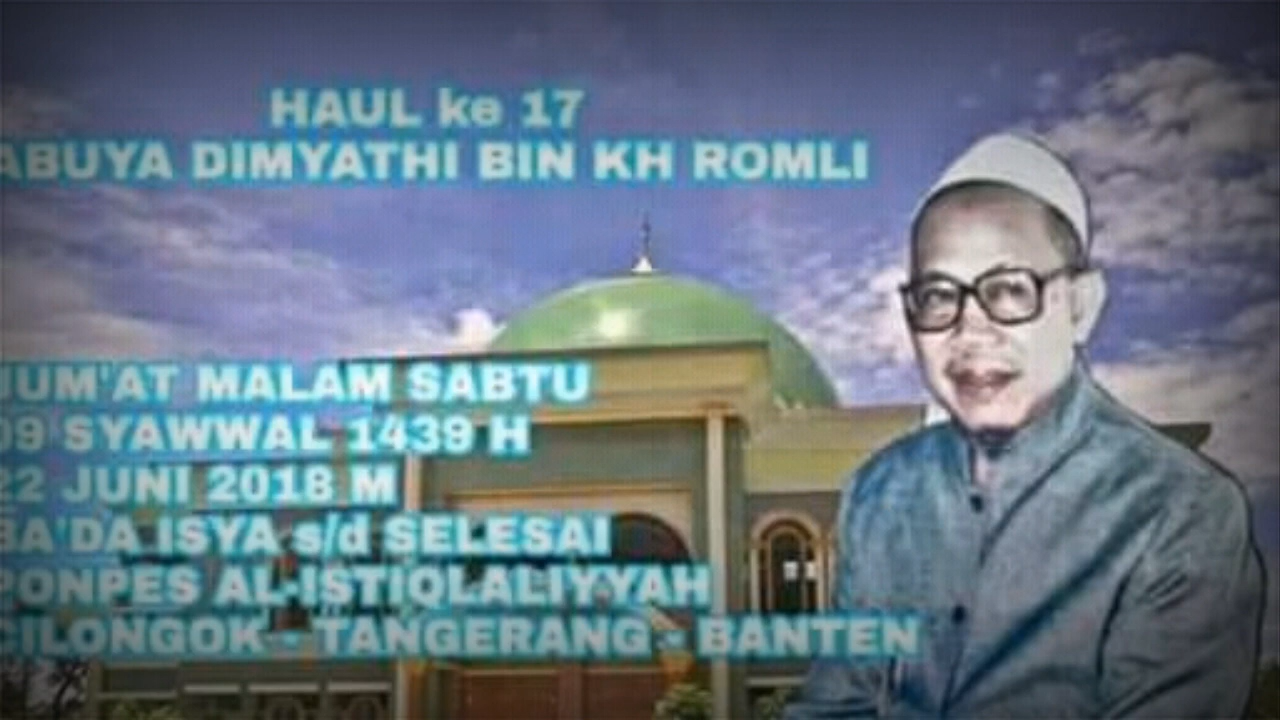 HAUL ke 17
ABUYA DIMYATHI BIN KH ROMLI
JUM'AT MALAM SABTU
09 SYAWWAL 1439 H
22 JUNI 2018 M
BA'DA ISYA s/d SELESAI
PONPES AL-ISTIQLALIYYAH
CILONGOK - TANGERANG - BANTEN